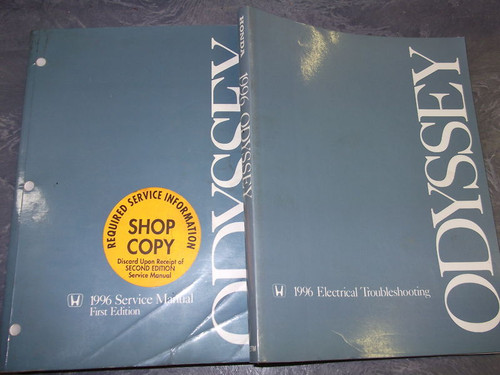 ODYSSEY
REQUIRED SERVICE INFORMATION
SHOP
COPY
Discard Upon Receipt of
SECOND EDITION
Service Manual
1996 Service Manual
First Edition
HONDA 1996 ODYSSEY
ODYSSEY
1996 Electrical Troubleshooting